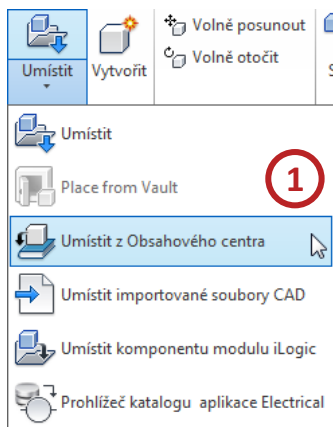 Umístit
Vytvořit
Volně posunout
Volně otočit
Umístit
Place from Vault
1
Umístit z Obsahového centra
Umístit importované soubory CAD
Umístit komponentu modulu iLogic
Prohlížeč katalogu aplikace Electrical